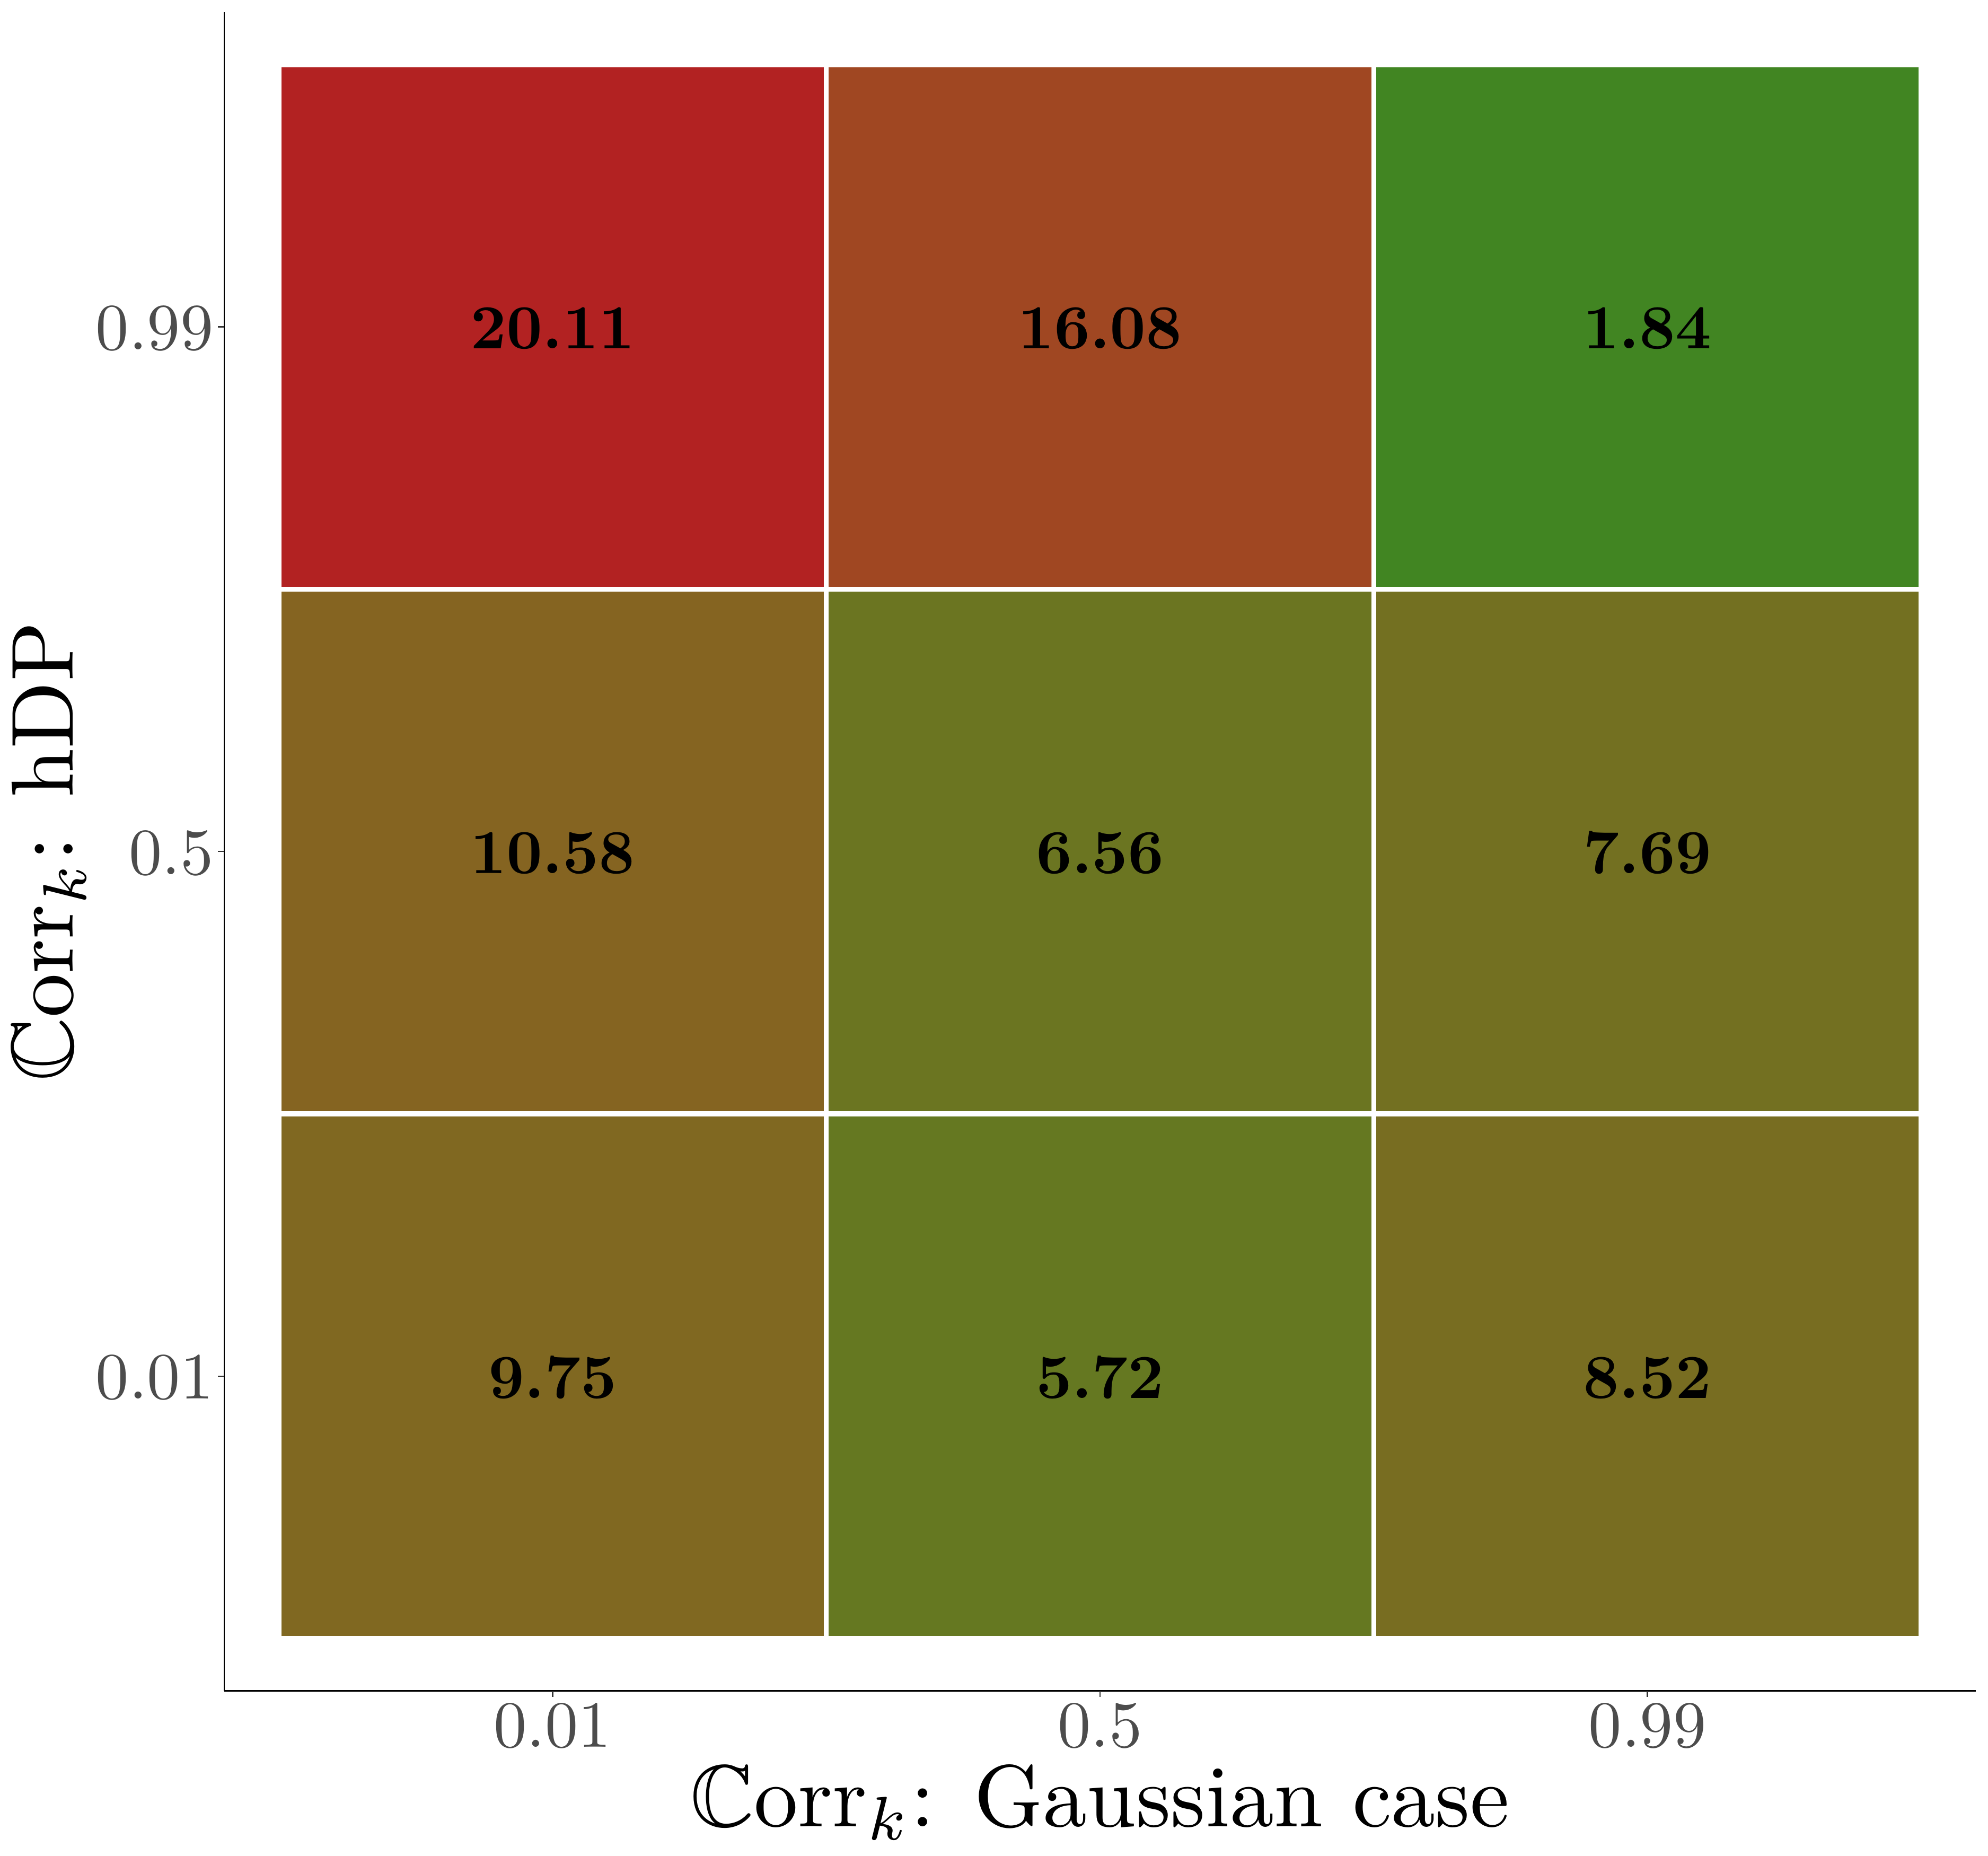 0.99 20.11 16.08 1.84
ℂorrₖ: hDP
0.5 10.58 6.56 7.69
0.01 9.75 5.72 8.52
0.01 0.5 0.99
ℂorrₖ: Gaussian case